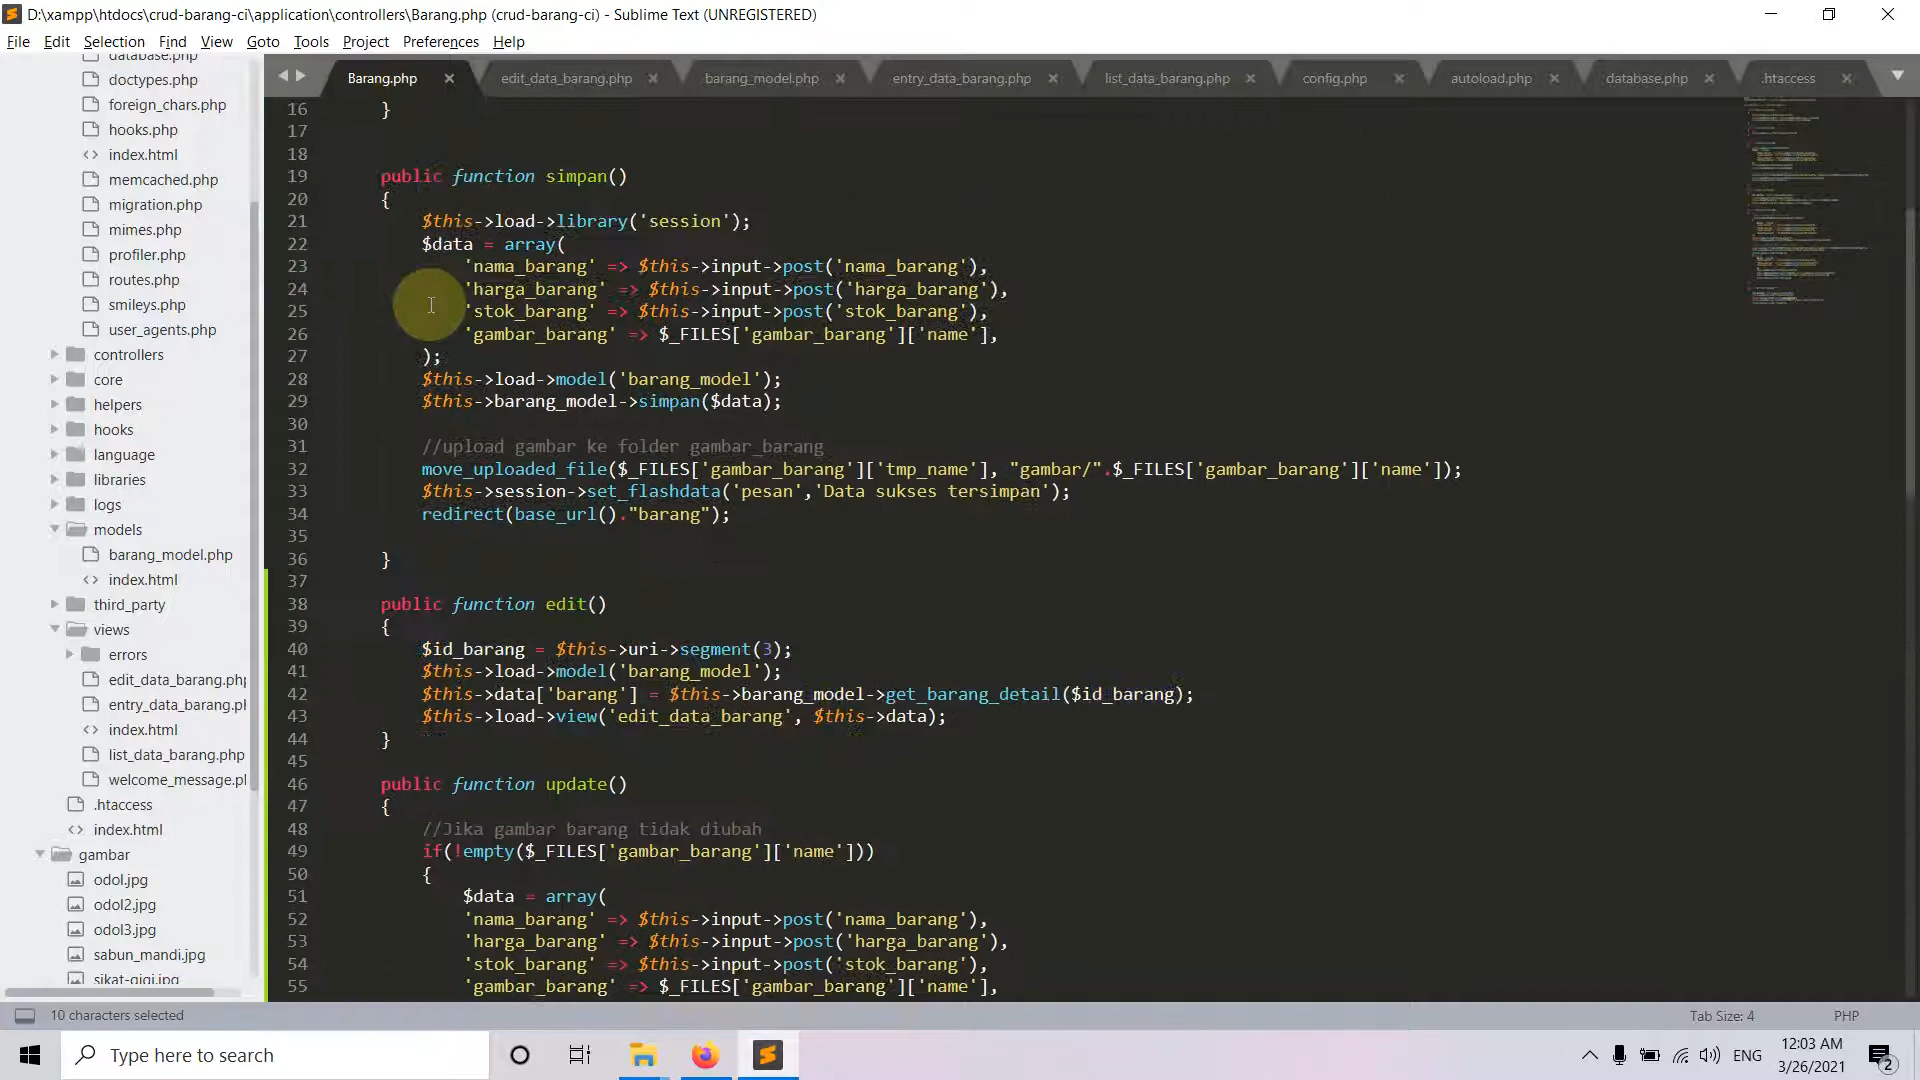 D:\xampp\htdocs\crud-barang-ci\application\controllers\Barang.php (crud-barang-ci) - Sublime Text (UNREGISTERED)
File Edit Selection Find View Goto Tools Project Preferences Help
Barang.php edit_data_barang.php barang_model.php entry_data_barang.php list_data_barang.php config.php autoload.php database.php .htaccess
database.php
doctypes.php
foreign_chars.php
hooks.php
index.html
memcached.php
migration.php
mimes.php
profiler.php
routes.php
smileys.php
user_agents.php
controllers
core
helpers
hooks
language
libraries
logs
models
barang_model.php
index.html
third_party
views
errors
edit_data_barang.php
entry_data_barang.pl
index.html
list_data_barang.php
welcome_message.pl
.htaccess
index.html
gambar
odol.jpg
odol2.jpg
odol3.jpg
sabun_mandi.jpg
sikat-gigi.jpg
16 }
17
18
19 public function simpan()
20 {
21 $this->load->library('session');
22 $data = array(
23 'nama_barang' => $this->input->post('nama_barang'),
24 'harga_barang' => $this->input->post('harga_barang'),
25 'stok_barang' => $this->input->post('stok_barang'),
26 'gambar_barang' => $_FILES['gambar_barang']['name'],
27 );
28 $this->load->model('barang_model');
29 $this->barang_model->simpan($data);
30
31 //upload gambar ke folder gambar_barang
32 move_uploaded_file($_FILES['gambar_barang']['tmp_name'], "gambar/".$_FILES['gambar_barang']['name']);
33 $this->session->set_flashdata('pesan','Data sukses tersimpan');
34 redirect(base_url()."barang");
35
36 }
37
38 public function edit()
39 {
40 $id_barang = $this->uri->segment(3);
41 $this->load->model('barang_model');
42 $this->data['barang'] = $this->barang_model->get_barang_detail($id_barang);
43 $this->load->view('edit_data_barang', $this->data);
44 }
45
46 public function update()
47 {
48 //Jika gambar barang tidak diubah
49 if(!empty($_FILES['gambar_barang']['name']))
50 {
51 $data = array(
52 'nama_barang' => $this->input->post('nama_barang'),
53 'harga_barang' => $this->input->post('harga_barang'),
54 'stok_barang' => $this->input->post('stok_barang'),
55 'gambar_barang' => $_FILES['gambar_barang']['name'],
10 characters selected Tab Size: 4 PHP
Type here to search
ENG
12:03 AM
3/26/2021
2